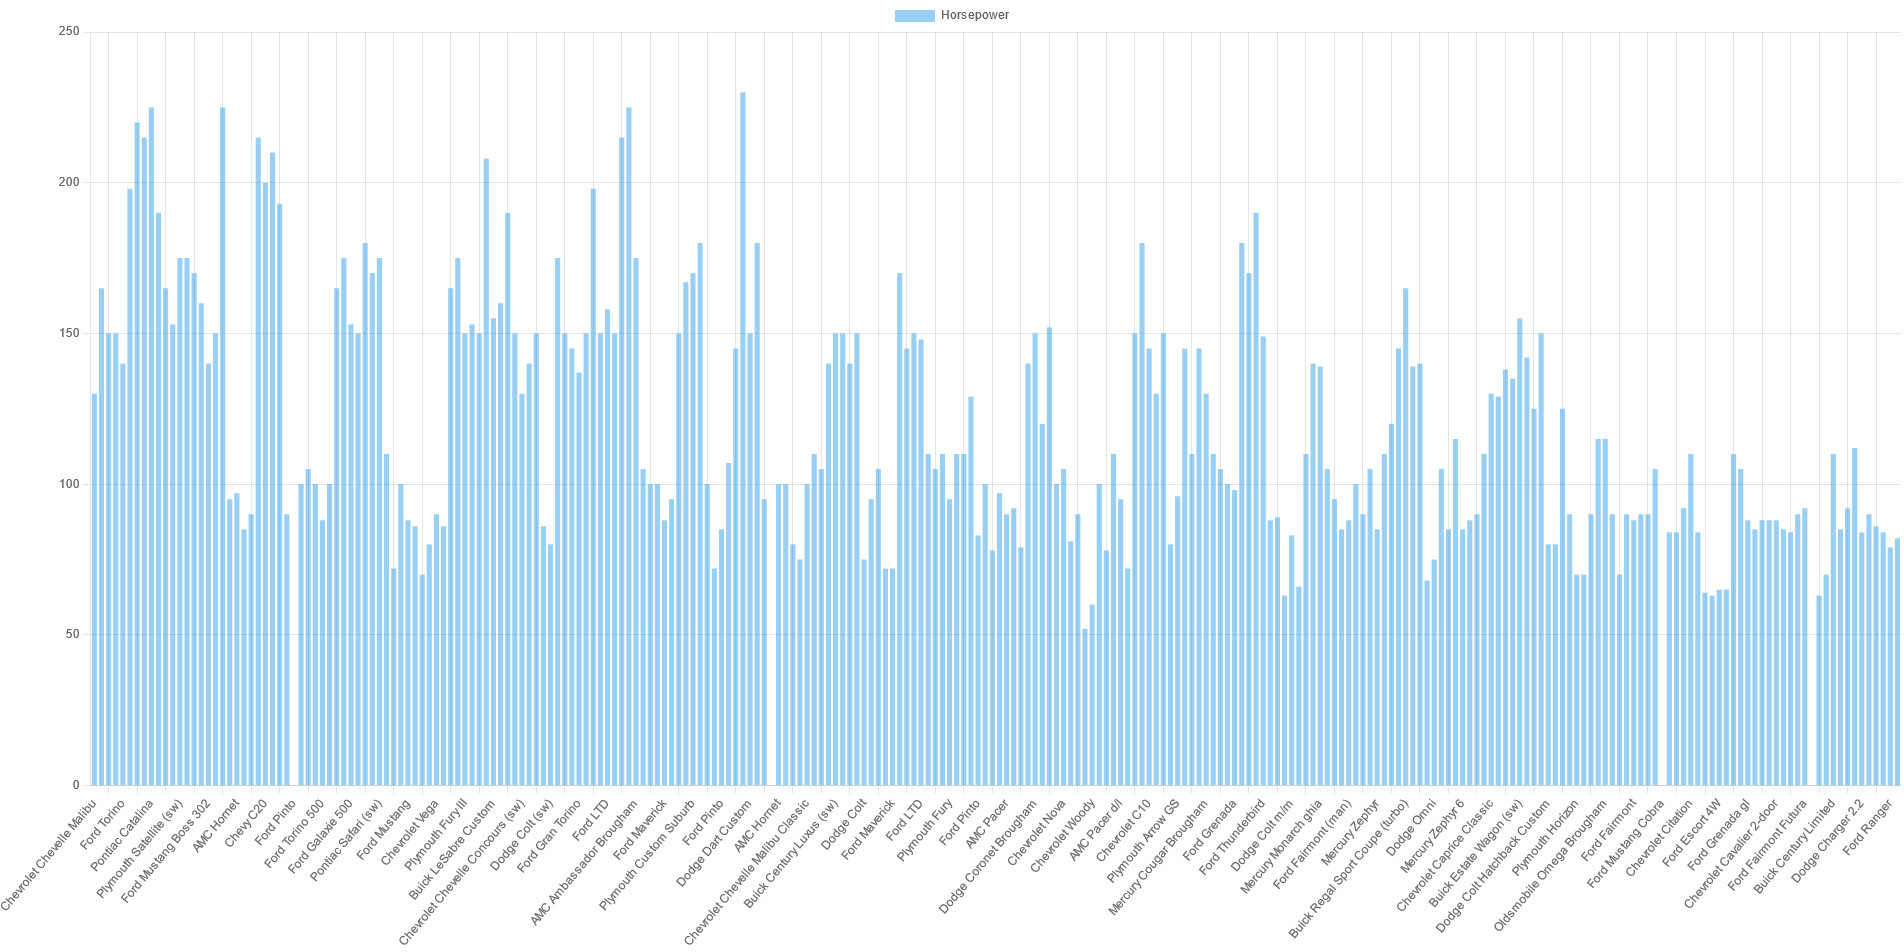 Horsepower
250
200
150
100
50
0
Chevrolet Chevelle Malibu
Ford Torino
Pontiac Catalina
Plymouth Satellite (sw)
Ford Mustang Boss 302
AMC Hornet
Chevy C20
Ford Pinto
Ford Torino 500
Ford Galaxie 500
Pontiac Safari (sw)
Ford Mustang
Chevrolet Vega
Plymouth Fury III
Buick LeSabre Custom
Chevrolet Chevelle Concours (sw)
Dodge Colt (sw)
Ford Gran Torino
Ford LTD
AMC Ambassador Brougham
Ford Maverick
Plymouth Custom Suburb
Ford Pinto
Dodge Dart Custom
AMC Hornet
Chevrolet Chevelle Malibu Classic
Buick Century Luxus (sw)
Dodge Colt
Ford Maverick
Ford LTD
Plymouth Fury
Ford Pinto
AMC Pacer
Dodge Coronet Brougham
Chevrolet Nova
Chevrolet Woody
AMC Pacer d/l
Chevrolet C10
Plymouth Arrow GS
Mercury Cougar Brougham
Ford Grenada
Ford Thunderbird
Dodge Colt m/m
Mercury Monarch ghia
Ford Fairmont (man)
Mercury Zephyr
Buick Regal Sport Coupe (turbo)
Dodge Omni
Mercury Zephyr 6
Chevrolet Caprice Classic
Buick Estate Wagon (sw)
Dodge Colt Hatchback Custom
Plymouth Horizon
Oldsmobile Omega Brougham
Ford Fairmont
Ford Mustang Cobra
Chevrolet Citation
Ford Escort 4W
Ford Grenada gl
Chevrolet Cavalier 2-door
Ford Fairmont Futura
Buick Century Limited
Dodge Charger 2.2
Ford Ranger